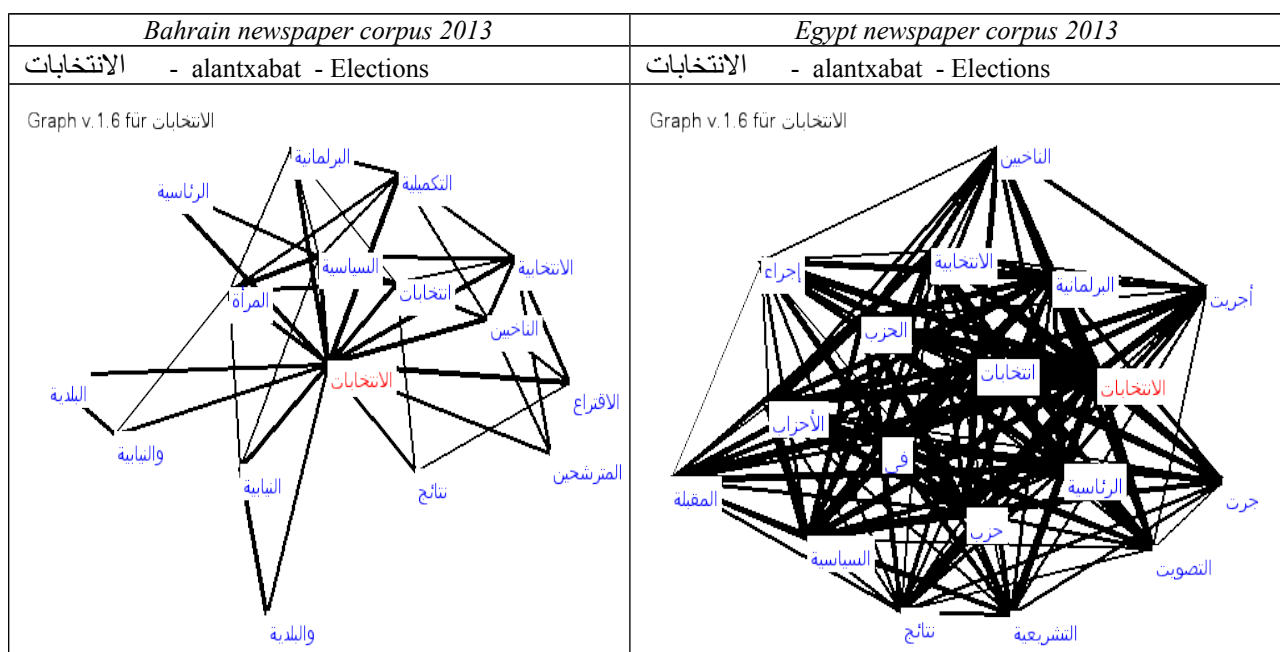 Bahrain newspaper corpus 2013
الانتخابات - alantxabat - Elections
Graph v.1.6 für الانتخابات
البرلمانية
التكميلية
الرئاسية
السياسية
الانتخابية
المرأة
انتخابات
الناخبين
الانتخابات
البلدية
الاقتراع
والنيابية
المترشحين
النيابية
نتائج
والبلدية
Egypt newspaper corpus 2013
الانتخابات - alantxabat - Elections
Graph v.1.6 für الانتخابات
الناخبين
الانتخابية
إجراء
البرلمانية
أجريت
الحزب
انتخابات
الانتخابات
الأحزاب
في
الرئاسية
المقبلة
جرت
حزب
السياسية
التصويت
نتائج
التشريعية